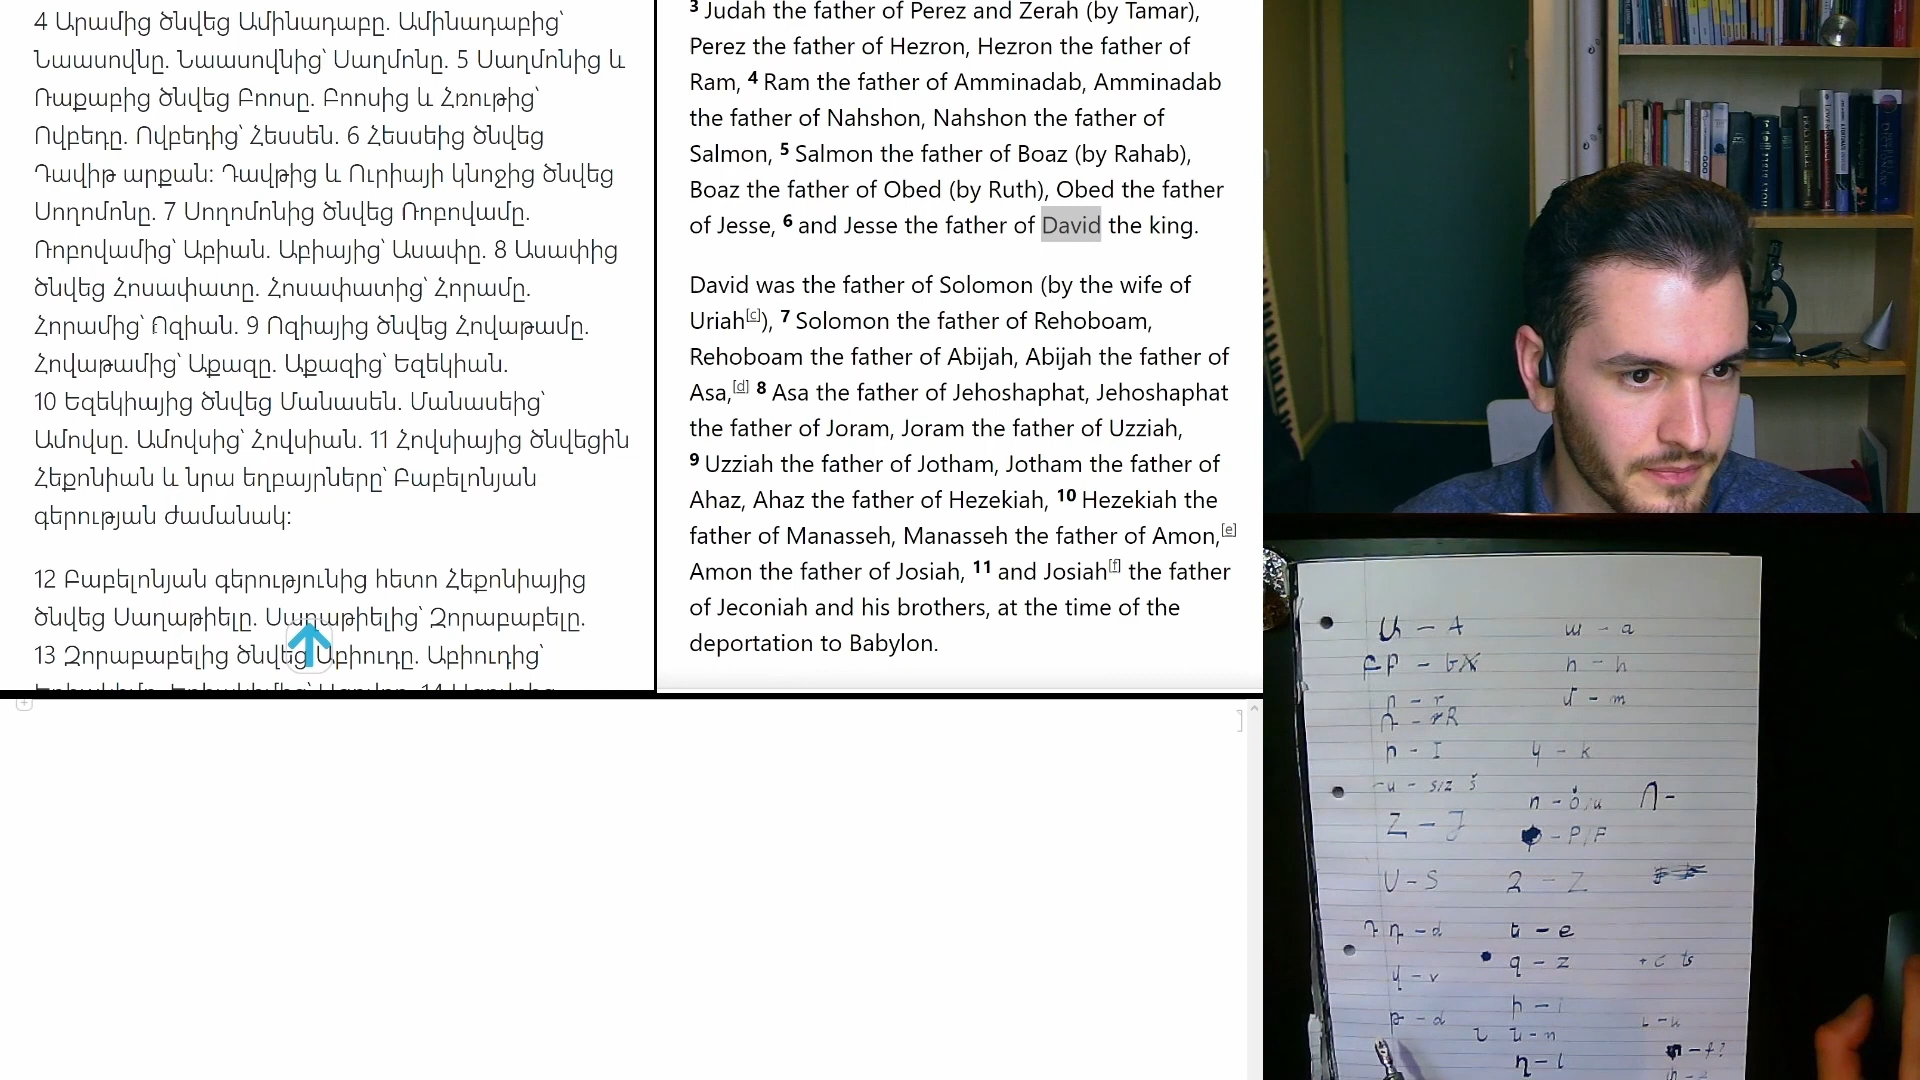 4 Արամից ծնվեց Ամինադաբը. Ամինադաբից՝
Նաասովնը. Նաասովնից՝ Սաղմոնը. 5 Սաղմոնից և
Ռաքաբից ծնվեց Բոոսը. Բոոսից և Հռութից՝
Ովբեդը. Ովբեդից՝ Հեսսեն. 6 Հեսսեից ծնվեց
Դավիթ արքան: Դավթից և Ուրիայի կնոջից ծնվեց
Սողոմոնը. 7 Սողոմոնից ծնվեց Ռոբովամը.
Ռոբովամից՝ Աբիան. Աբիայից՝ Ասափը. 8 Ասափից
ծնվեց Հոսափատը. Հոսափատից՝ Հորամը.
Հորամից՝ Օզիան. 9 Օզիայից ծնվեց Հովաթամը.
Հովաթամից՝ Աքազը. Աքազից՝ Եզեկիան.
10 Եզեկիայից ծնվեց Մանասեն. Մանասեից՝
Ամովսը. Ամովսից՝ Հովսիան. 11 Հովսիայից ծնվեցին
Հեքոնիան և նրա եղբայրները՝ Բաբելոնյան
գերության ժամանակ:
12 Բաբելոնյան գերությունից հետո Հեքոնիայից
ծնվեց Սաղաթիելը. Սաղաթիելից՝ Զորաբաբելը.
13 Զորաբաբելից ծնվեց Աբիուդը. Աբիուդից՝
3 Judah the father of Perez and Zerah (by Tamar),
Perez the father of Hezron, Hezron the father of
Ram, 4 Ram the father of Amminadab, Amminadab
the father of Nahshon, Nahshon the father of
Salmon, 5 Salmon the father of Boaz (by Rahab),
Boaz the father of Obed (by Ruth), Obed the father
of Jesse, 6 and Jesse the father of David the king.
David was the father of Solomon (by the wife of
Uriah[c]), 7 Solomon the father of Rehoboam,
Rehoboam the father of Abijah, Abijah the father of
Asa,[d] 8 Asa the father of Jehoshaphat, Jehoshaphat
the father of Joram, Joram the father of Uzziah,
9 Uzziah the father of Jotham, Jotham the father of
Ahaz, Ahaz the father of Hezekiah, 10 Hezekiah the
father of Manasseh, Manasseh the father of Amon,[e]
Amon the father of Josiah, 11 and Josiah[f] the father
of Jeconiah and his brothers, at the time of the
deportation to Babylon.
Ա - A ա - a
հ - h
ր - r մ - m
կ - k
Ս - S Զ - Z
Դ դ - d ե - e
զ - z
վ - v
ի - i
թ - d
ն - n
ղ - l